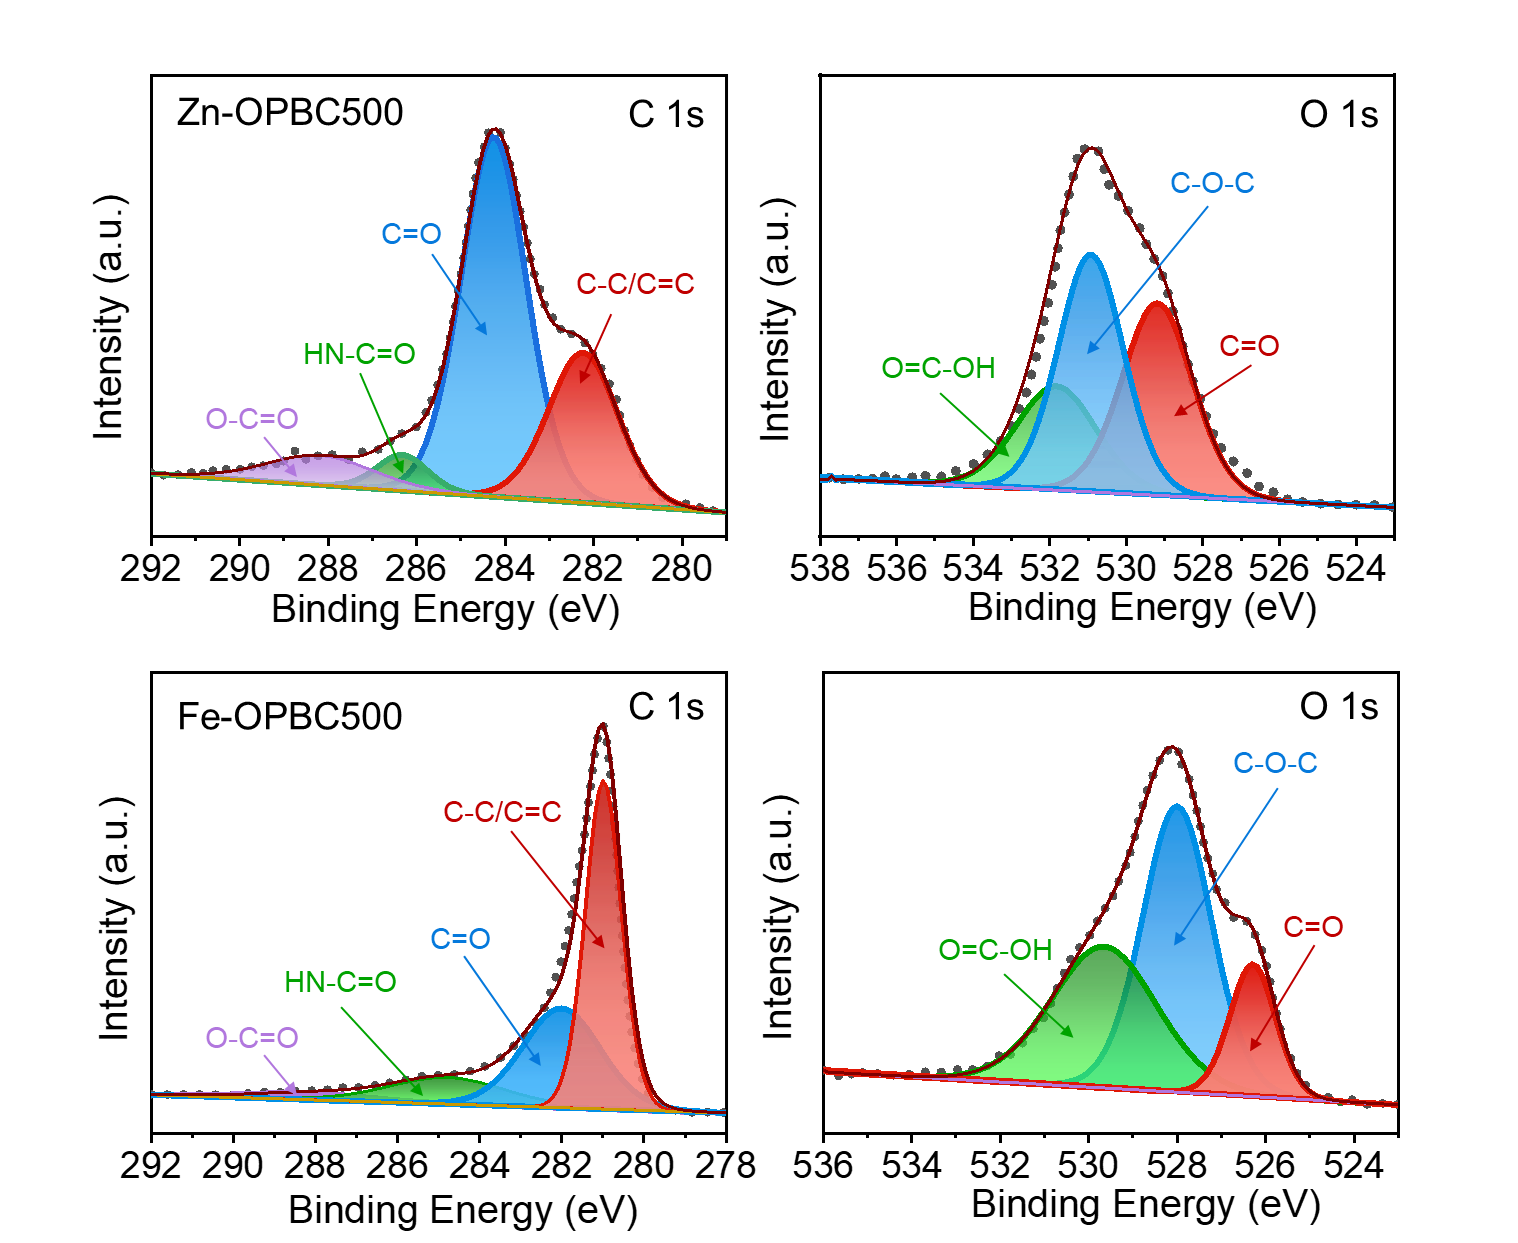 Zn-OPBC500
C 1s
C=O
C-C/C=C
HN-C=O
O-C=O
Intensity (a.u.)
292 290 288 286 284 282 280
Binding Energy (eV)
O 1s
C-O-C
C=O
O=C-OH
Intensity (a.u.)
538 536 534 532 530 528 526 524
Binding Energy (eV)
Fe-OPBC500
C 1s
C-C/C=C
C=O
HN-C=O
O-C=O
Intensity (a.u.)
292 290 288 286 284 282 280 278
Binding Energy (eV)
O 1s
C-O-C
C=O
O=C-OH
Intensity (a.u.)
536 534 532 530 528 526 524
Binding Energy (eV)